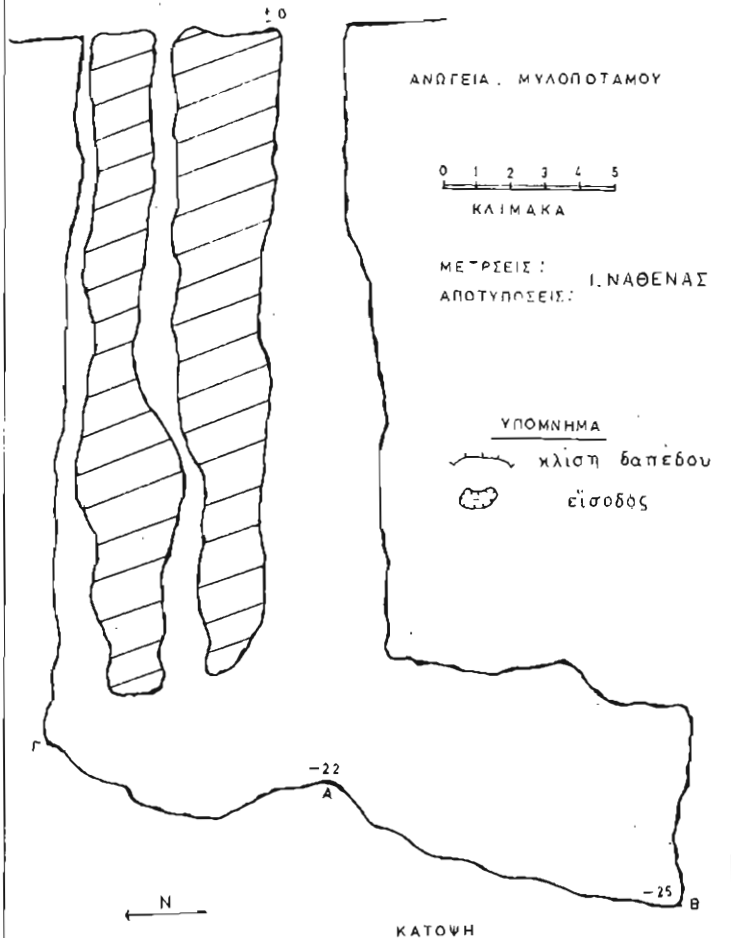 ± 0
ΑΝΩΓΕΙΑ . ΜΥΛΟΠΟΤΑΜΟΥ
0 1 2 3 4 5
ΚΛΙΜΑΚΑ
ΜΕΤΡΣΕΙΣ :
ΑΠΟΤΥΠΩΣΕΙΣ :
Ι. ΝΑΘΕΝΑΣ
ΥΠΟΜΝΗΜΑ
κλίση δαπέδου
εἴσοδός
Γ
-22
Α
-25 Β
Ν
ΚΑΤΟΨΗ